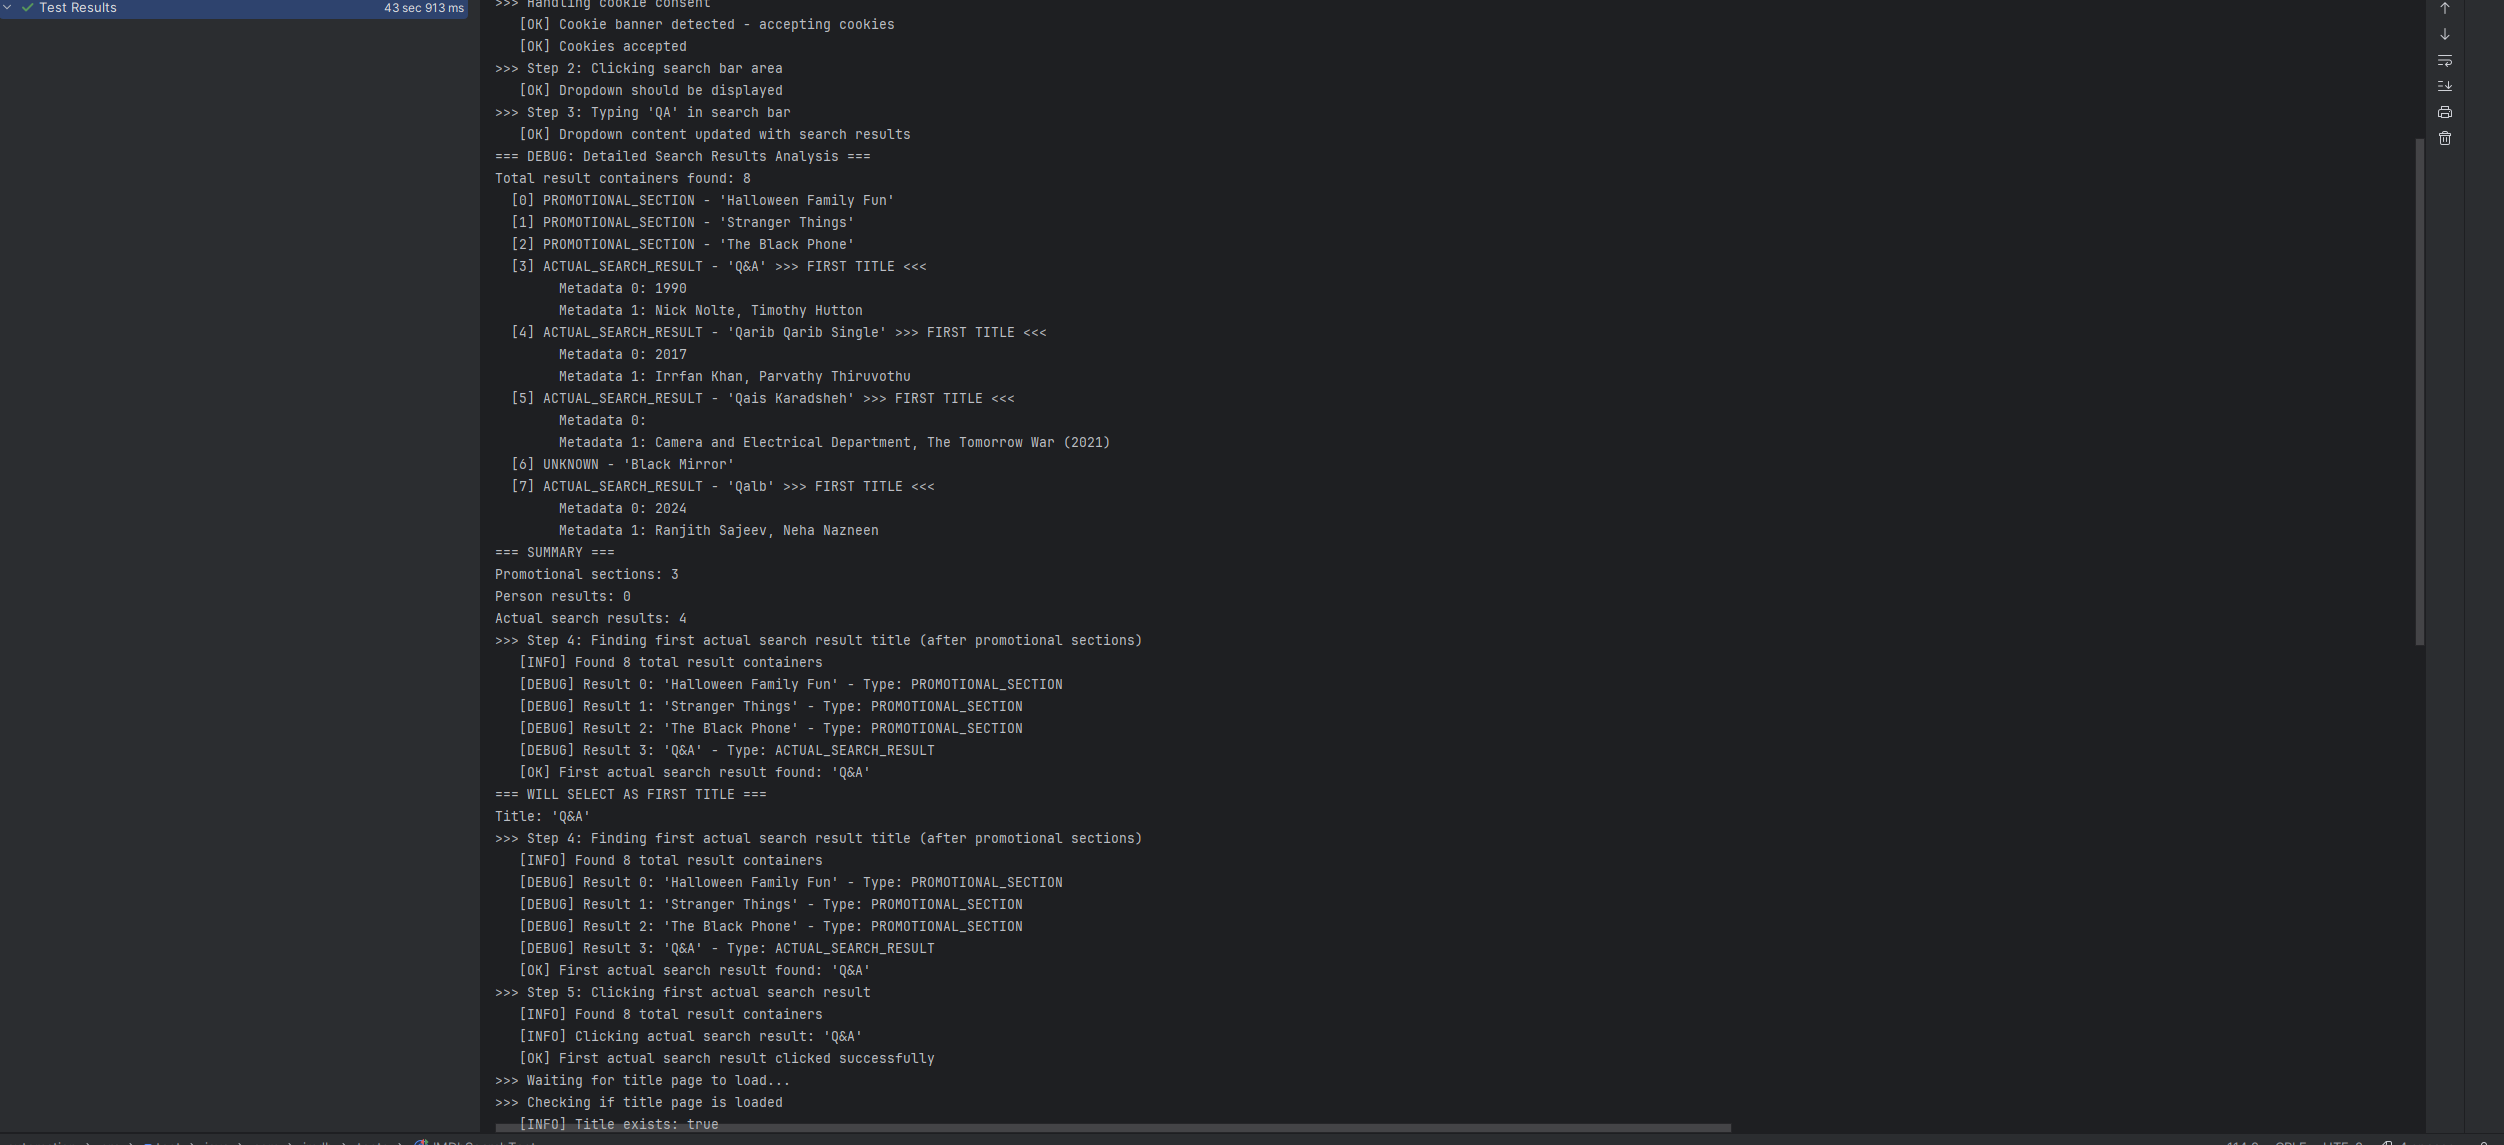 Test Results
43 sec 913 ms
>>> Handling cookie consent
[OK] Cookie banner detected - accepting cookies
[OK] Cookies accepted
>>> Step 2: Clicking search bar area
[OK] Dropdown should be displayed
>>> Step 3: Typing 'QA' in search bar
[OK] Dropdown content updated with search results
=== DEBUG: Detailed Search Results Analysis ===
Total result containers found: 8
[0] PROMOTIONAL_SECTION - 'Halloween Family Fun'
[1] PROMOTIONAL_SECTION - 'Stranger Things'
[2] PROMOTIONAL_SECTION - 'The Black Phone'
[3] ACTUAL_SEARCH_RESULT - 'Q&A' >>> FIRST TITLE <<<
Metadata 0: 1990
Metadata 1: Nick Nolte, Timothy Hutton
[4] ACTUAL_SEARCH_RESULT - 'Qarib Qarib Single' >>> FIRST TITLE <<<
Metadata 0: 2017
Metadata 1: Irrfan Khan, Parvathy Thiruvothu
[5] ACTUAL_SEARCH_RESULT - 'Qais Karadsheh' >>> FIRST TITLE <<<
Metadata 0:
Metadata 1: Camera and Electrical Department, The Tomorrow War (2021)
[6] UNKNOWN - 'Black Mirror'
[7] ACTUAL_SEARCH_RESULT - 'Qalb' >>> FIRST TITLE <<<
Metadata 0: 2024
Metadata 1: Ranjith Sajeev, Neha Nazneen
=== SUMMARY ===
Promotional sections: 3
Person results: 0
Actual search results: 4
>>> Step 4: Finding first actual search result title (after promotional sections)
[INFO] Found 8 total result containers
[DEBUG] Result 0: 'Halloween Family Fun' - Type: PROMOTIONAL_SECTION
[DEBUG] Result 1: 'Stranger Things' - Type: PROMOTIONAL_SECTION
[DEBUG] Result 2: 'The Black Phone' - Type: PROMOTIONAL_SECTION
[DEBUG] Result 3: 'Q&A' - Type: ACTUAL_SEARCH_RESULT
[OK] First actual search result found: 'Q&A'
=== WILL SELECT AS FIRST TITLE ===
Title: 'Q&A'
>>> Step 4: Finding first actual search result title (after promotional sections)
[INFO] Found 8 total result containers
[DEBUG] Result 0: 'Halloween Family Fun' - Type: PROMOTIONAL_SECTION
[DEBUG] Result 1: 'Stranger Things' - Type: PROMOTIONAL_SECTION
[DEBUG] Result 2: 'The Black Phone' - Type: PROMOTIONAL_SECTION
[DEBUG] Result 3: 'Q&A' - Type: ACTUAL_SEARCH_RESULT
[OK] First actual search result found: 'Q&A'
>>> Step 5: Clicking first actual search result
[INFO] Found 8 total result containers
[INFO] Clicking actual search result: 'Q&A'
[OK] First actual search result clicked successfully
>>> Waiting for title page to load...
>>> Checking if title page is loaded
[INFO] Title exists: true